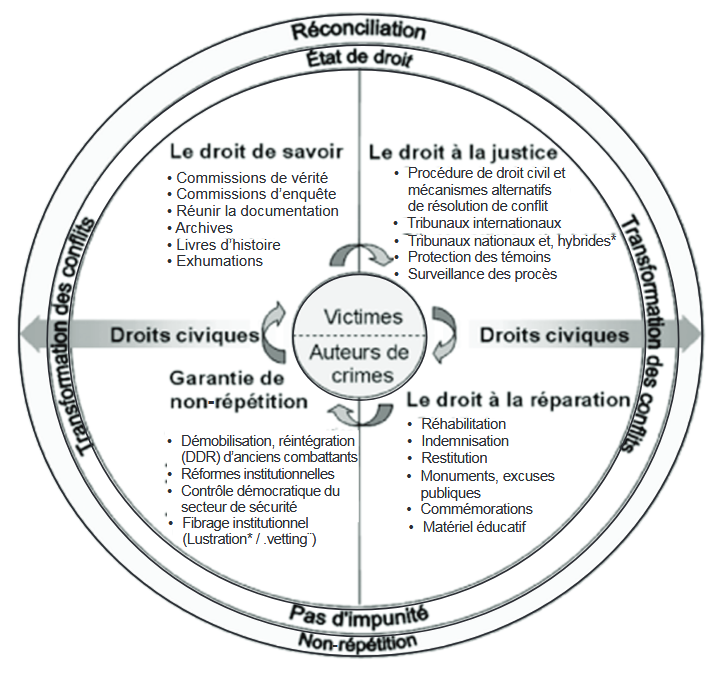 Réconciliation
État de droit
Le droit de savoir
• Commissions de vérité
• Commissions d'enquête
• Réunir la documentation
• Archives
• Livres d'histoire
• Exhumations
Le droit à la justice
• Procédure de droit civil et
mécanismes alternatifs
de résolution de conflit
• Tribunaux internationaux
• Tribunaux nationaux et, hybrides*
• Protection des témoins
• Surveillance des procès
Transformation des conflits
Transformation des conflits
Droits civiques
Victimes
Auteurs de
crimes
Droits civiques
Garantie de
non-répétition
• Démobilisation, réintégration
(DDR) d'anciens combattants
• Réformes institutionnelles
• Contrôle démocratique du
secteur de sécurité
• Fibrage institutionnel
(Lustration* / .vetting¨)
Le droit à la réparation
• Réhabilitation
• Indemnisation
• Restitution
• Monuments, excuses
publiques
• Commémorations
• Matériel éducatif
Pas d'impunité
Non-répétition